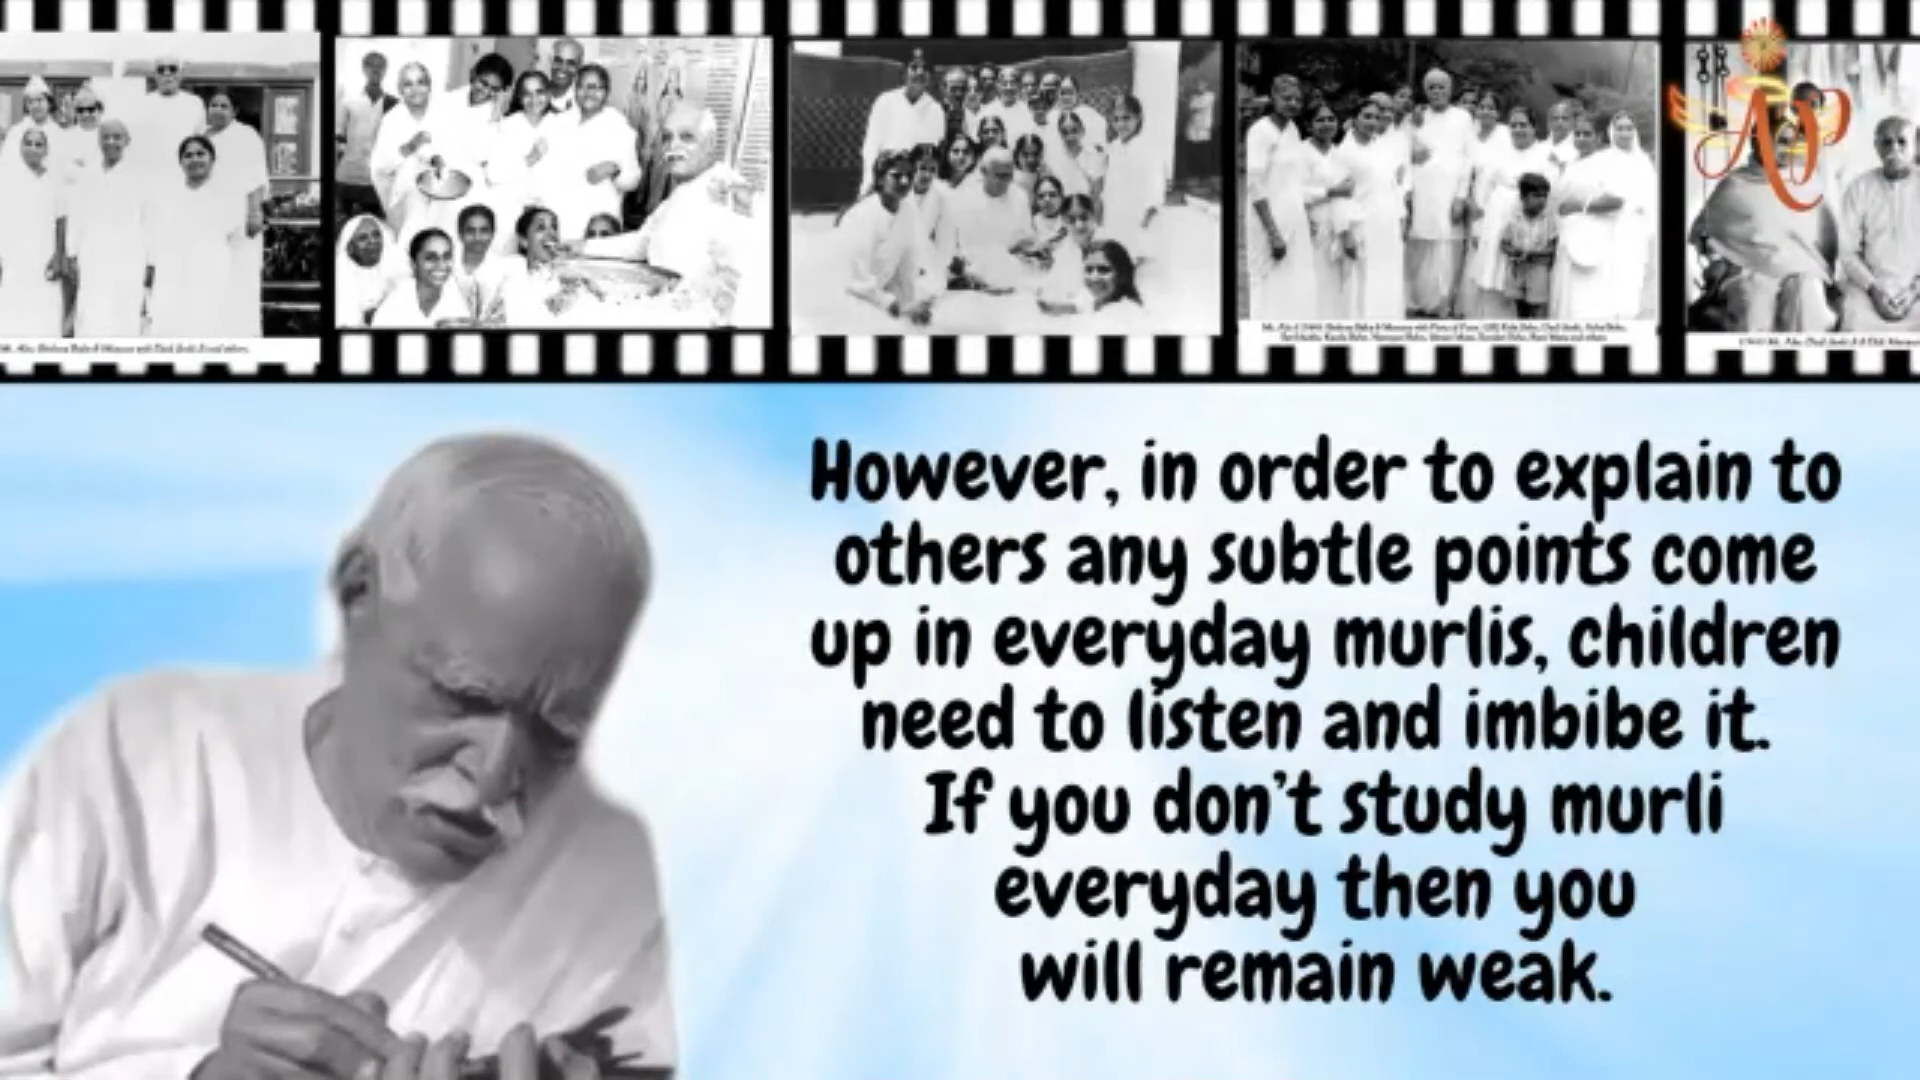 AP
However, in order to explain to
others any subtle points come
up in everyday murlis, children
need to listen and imbibe it.
If you don't study murli
everyday then you
will remain weak.